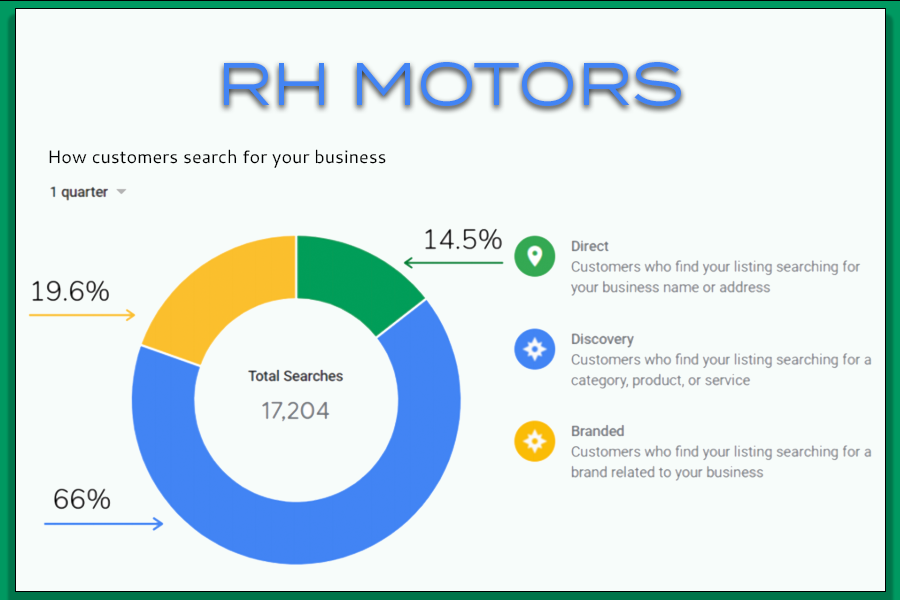 RH MOTORS
How customers search for your business
1 quarter
14.5%
19.6%
66%
Total Searches
17,204
Direct
Customers who find your listing searching for
your business name or address
Discovery
Customers who find your listing searching for a
category, product, or service
Branded
Customers who find your listing searching for a
brand related to your business